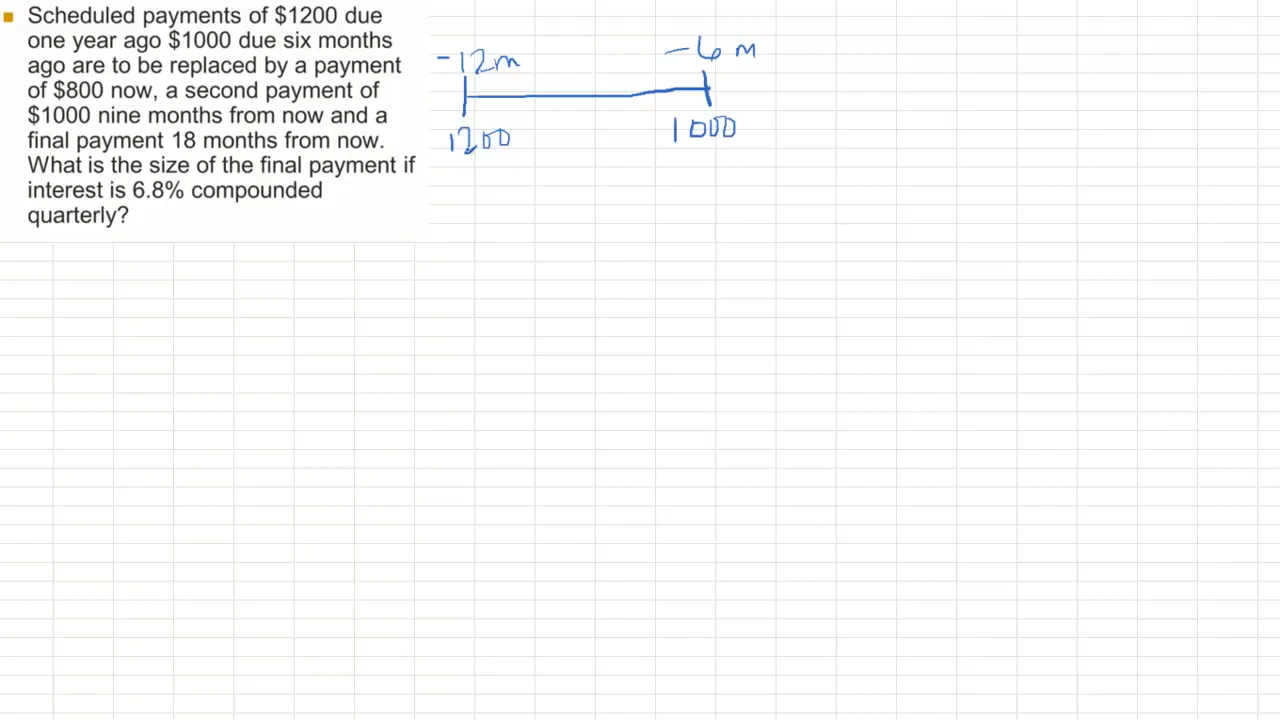 Scheduled payments of $1200 due
one year ago $1000 due six months
ago are to be replaced by a payment
of $800 now, a second payment of
$1000 nine months from now and a
final payment 18 months from now.
What is the size of the final payment if
interest is 6.8% compounded
quarterly?
-12m
-6 m
1200
1000